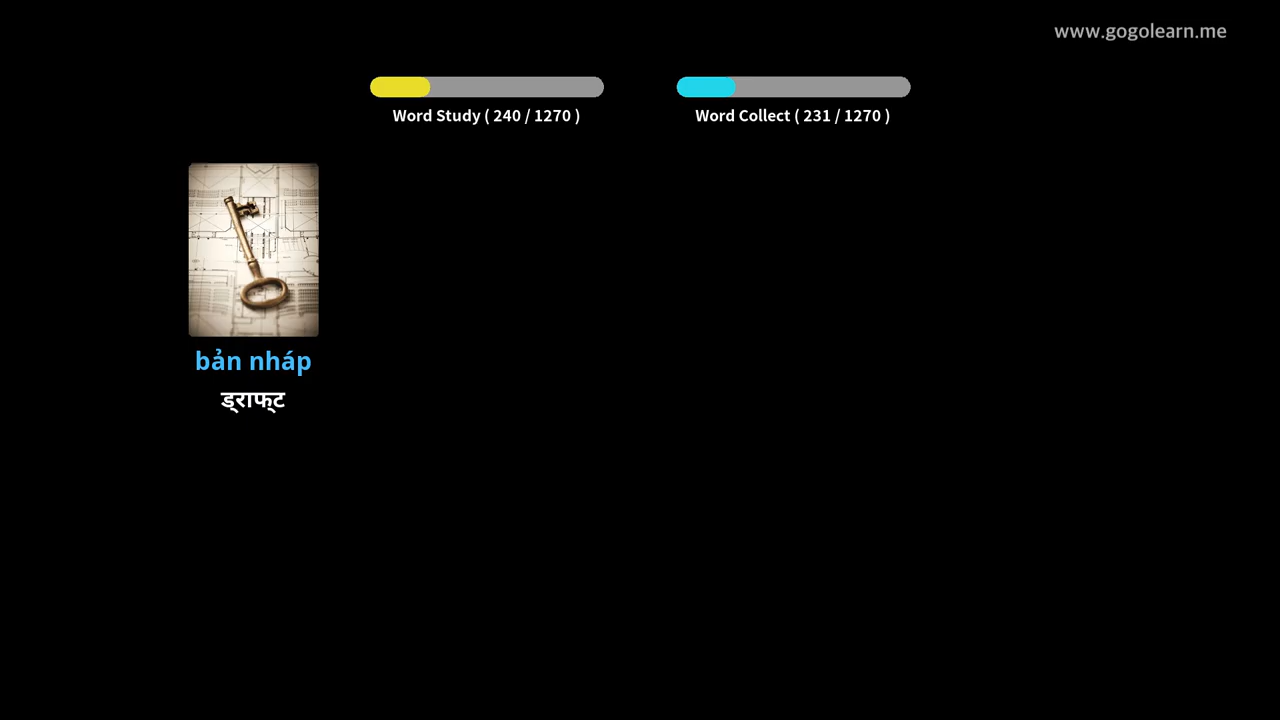 www.gogolearn.me
Word Study ( 240 / 1270 )
Word Collect ( 231 / 1270 )
bản nháp
ड्राफ्ट